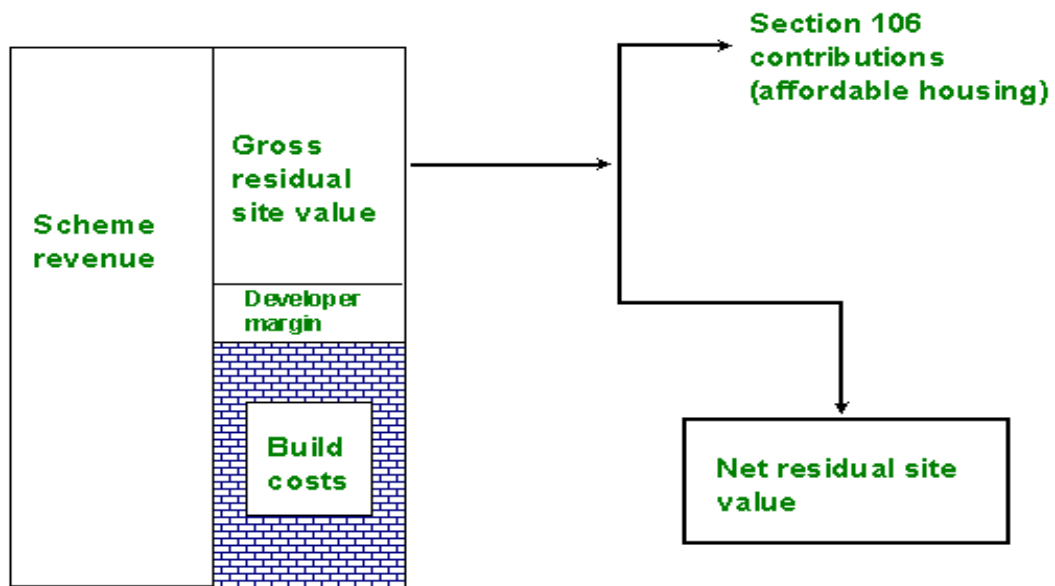 Scheme
revenue
Gross
residual
site value
Developer
margin
Build
costs
Section 106
contributions
(affordable housing)
Net residual site
value